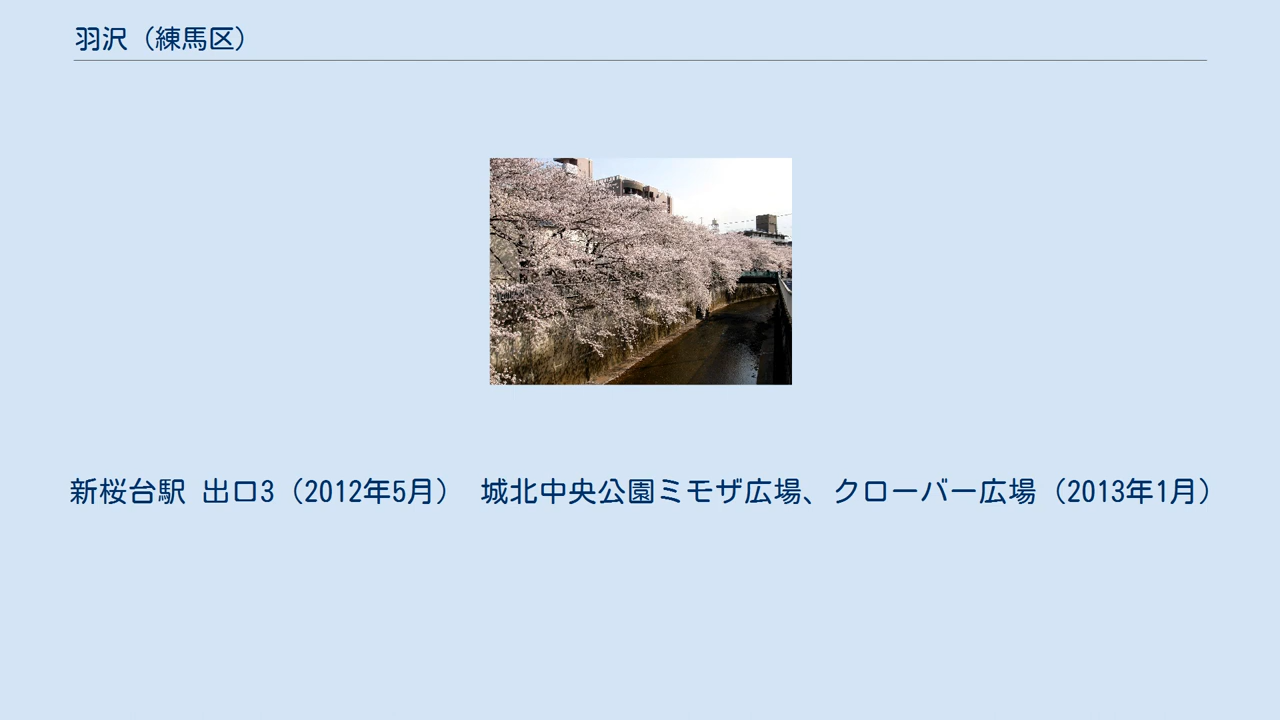 羽沢（練馬区）
新桜台駅 出口3（2012年5月） 城北中央公園ミモザ広場、クローバー広場（2013年1月）